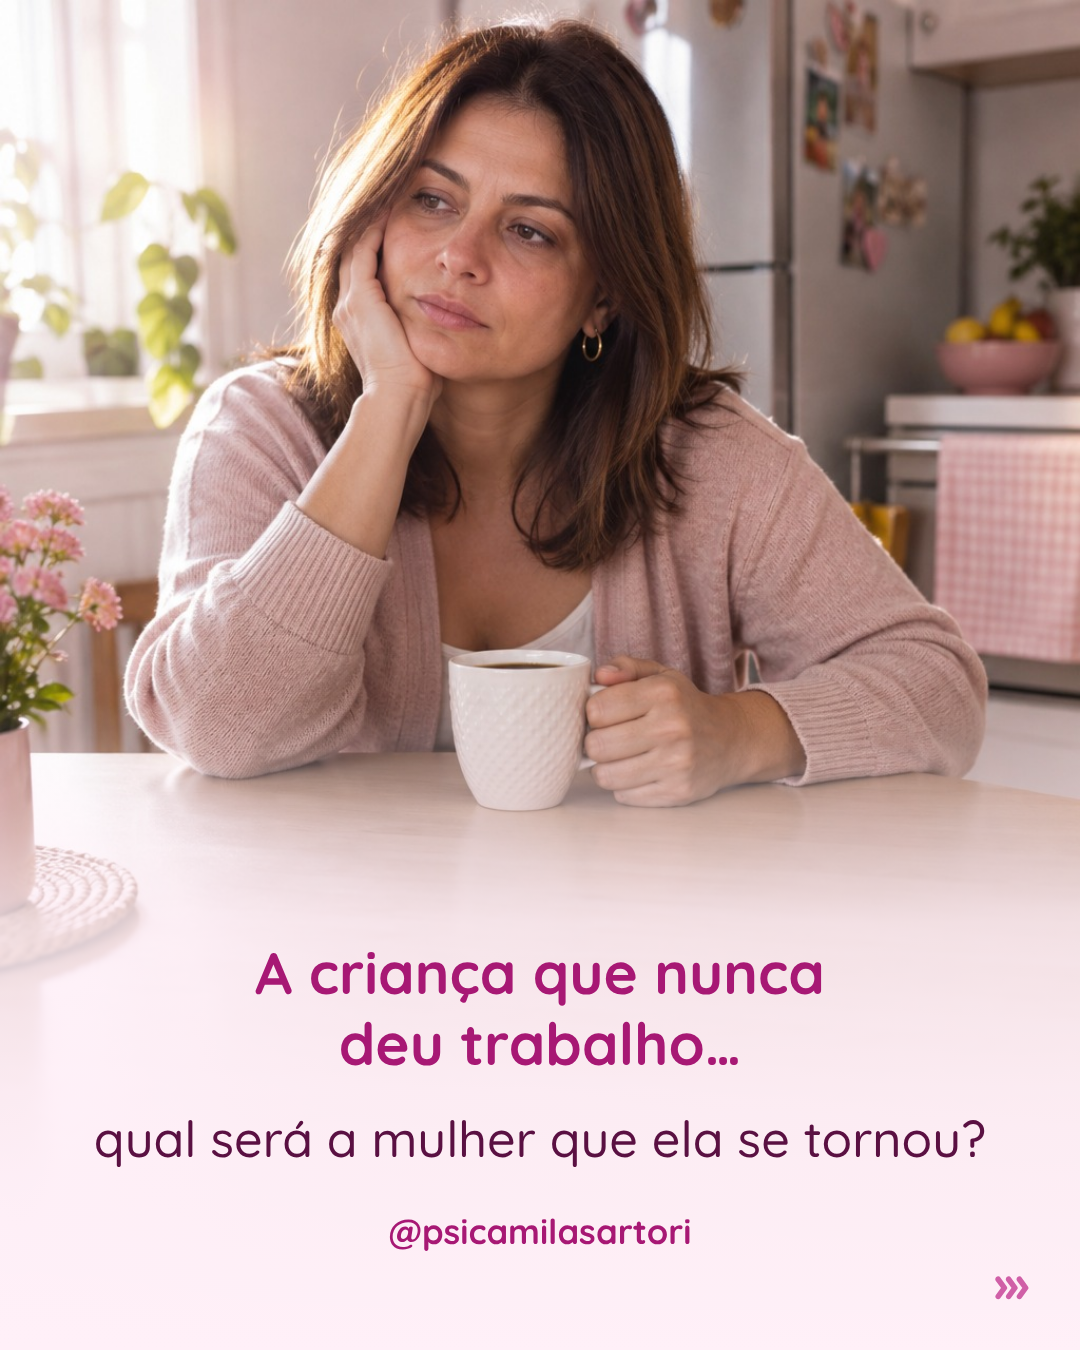 A criança que nunca
deu trabalho...
qual será a mulher que ela se tornou?
@psicamilasartori